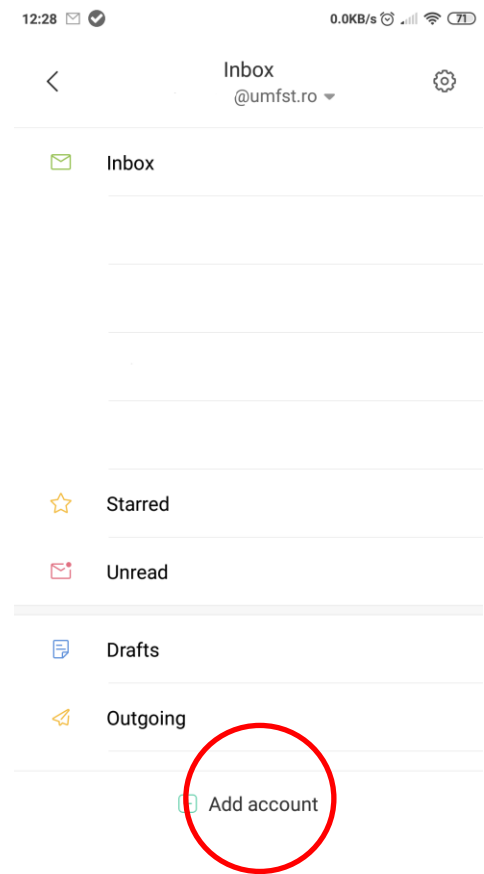 12:28 0.0KB/s 71
Inbox
@umfst.ro
Inbox
Starred
Unread
Drafts
Outgoing
Add account